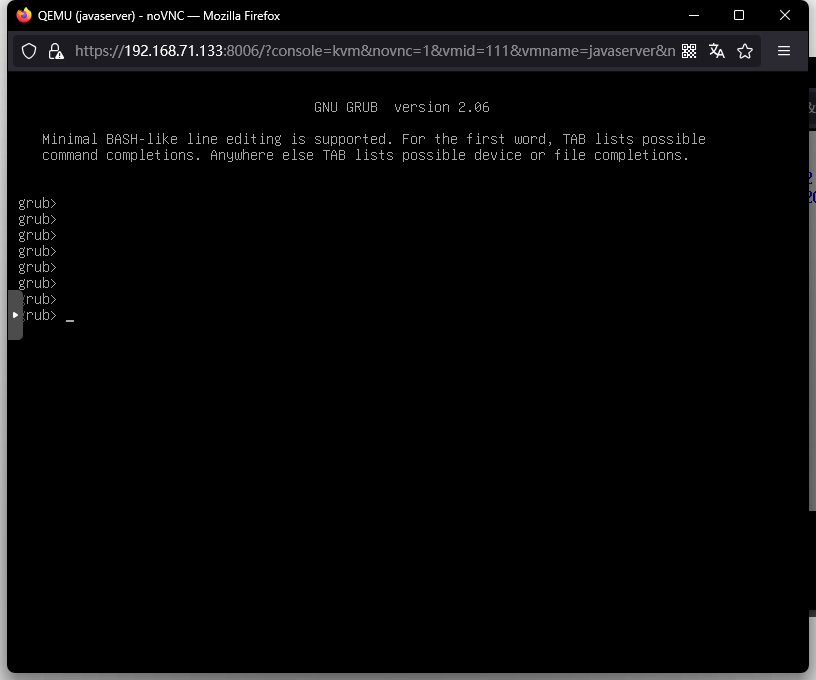 QEMU (javaserver) - noVNC — Mozilla Firefox
https://192.168.71.133:8006/?console=kvm&novnc=1&vmid=111&vmname=javaserver&n
GNU GRUB version 2.06
Minimal BASH-like line editing is supported. For the first word, TAB lists possible
command completions. Anywhere else TAB lists possible device or file completions.
grub>
grub>
grub>
grub>
grub>
grub>
grub>
grub> _